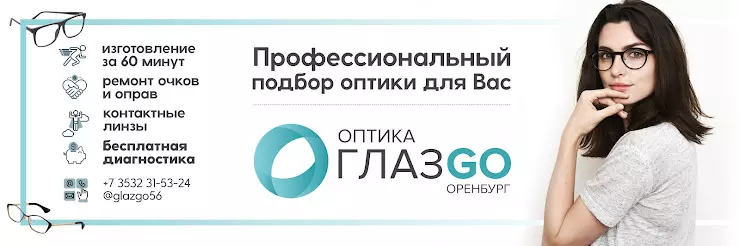 изготовление
за 60 минут
ремонт очков
и оправ
контактные
линзы
бесплатная
диагностика
+7 3532 31-53-24
@glazgo56
Профессиональный
подбор оптики для Вас
ОПТИКА
ГЛАЗGO
ОРЕНБУРГ